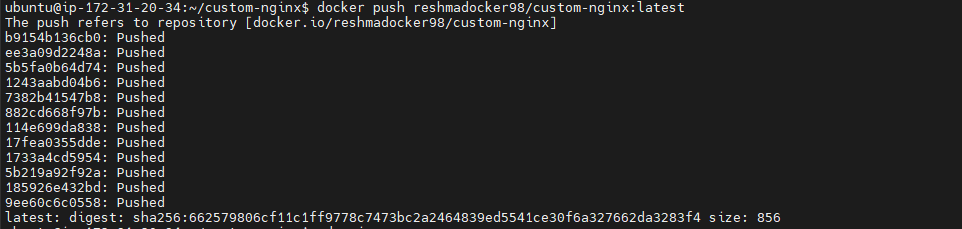 ubuntu@ip-172-31-20-34:~/custom-nginx$ docker push reshmadocker98/custom-nginx:latest
The push refers to repository [docker.io/reshmadocker98/custom-nginx]
b9154b136cb0: Pushed
ee3a09d2248a: Pushed
5b5fa0b64d74: Pushed
1243aabd04b6: Pushed
7382b41547b8: Pushed
882cd668f97b: Pushed
114e699da838: Pushed
17fea0355dde: Pushed
1733a4cd5954: Pushed
5b219a92f92a: Pushed
185926e432bd: Pushed
9ee60c6c0558: Pushed
latest: digest: sha256:662579806cf11c1ff9778c7473bc2a2464839ed5541ce30f6a327662da3283f4 size: 856